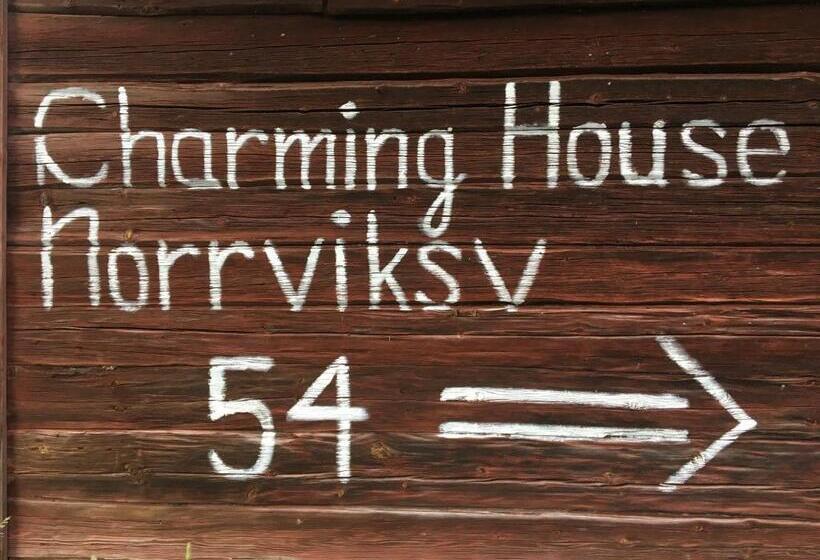 Charming House
Norrviksv
54 ⇒